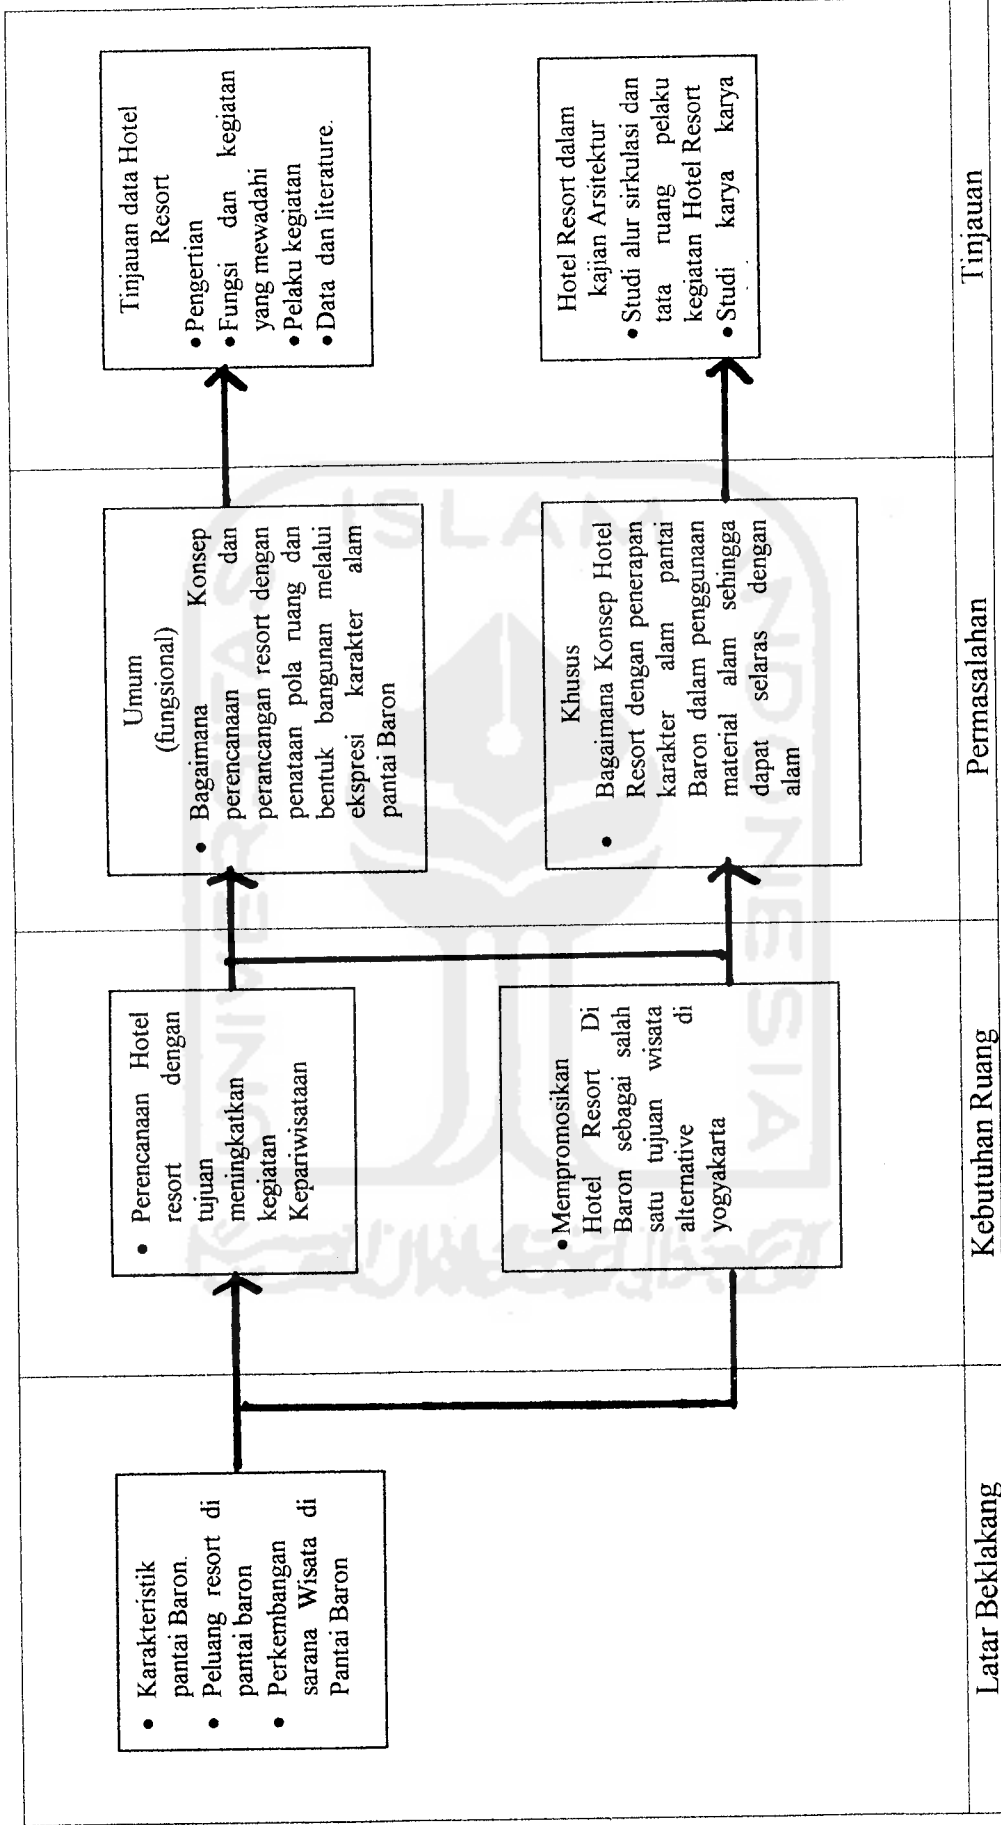 • Karakteristik
pantai Baron.
• Peluang resort di
pantai baron
• Perkembangan
sarana Wisata di
Pantai Baron
Latar Beklakang
• Perencanaan Hotel
resort dengan
tujuan
meningkatkan
kegiatan
Kepariwisataan
• Mempromosikan
Hotel Resort Di
Baron sebagai salah
satu tujuan wisata
alternative di
yogyakarta
Kebutuhan Ruang
Umum
(fungsional)
• Bagaimana Konsep
perencanaan dan
perancangan resort dengan
penataan pola ruang dan
bentuk bangunan melalui
ekspresi karakter alam
pantai Baron
Khusus
• Bagaimana Konsep Hotel
Resort dengan penerapan
karakter alam pantai
Baron dalam penggunaan
material alam sehingga
dapat selaras dengan
alam
Permasalahan
Tinjauan data Hotel
Resort
• Pengertian
• Fungsi dan kegiatan
yang mewadahi
• Pelaku kegiatan
• Data dan literature.
Hotel Resort dalam
kajian Arsitektur
• Studi alur sirkulasi dan
tata ruang pelaku
kegiatan Hotel Resort
• Studi karya karya
Tinjauan
UNIVERSITAS
ISLAM
INDONESIA